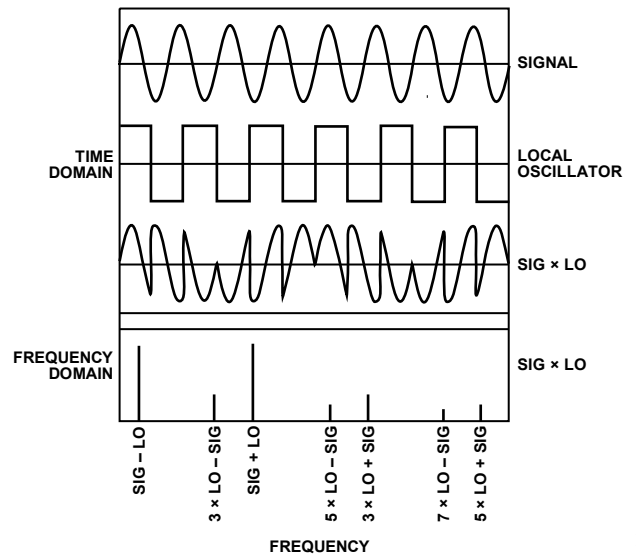 SIGNAL
TIME
DOMAIN
LOCAL
OSCILLATOR
SIG × LO
FREQUENCY
DOMAIN
SIG × LO
SIG – LO
3 × LO – SIG
SIG + LO
5 × LO – SIG
3 × LO + SIG
7 × LO – SIG
5 × LO + SIG
FREQUENCY